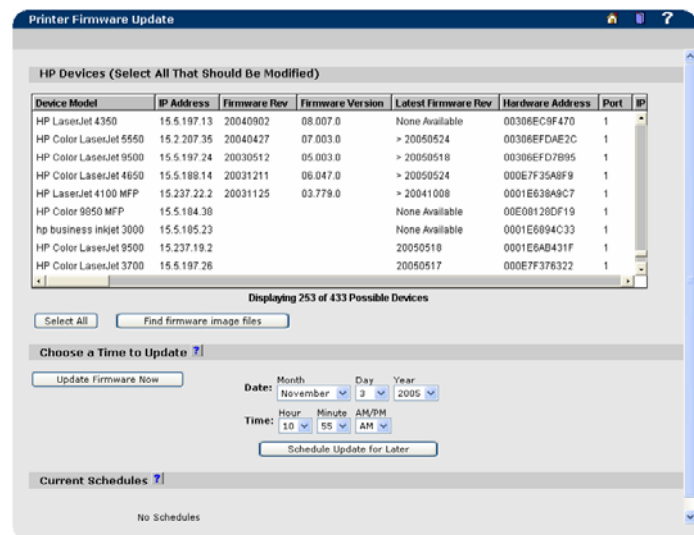 Printer Firmware Update
?
HP Devices (Select All That Should Be Modified)
Device Model IP Address Firmware Rev Firmware Version Latest Firmware Rev Hardware Address Port IP
HP LaserJet 4350 15.5.197.13 20040902 08.007.0 None Available 00306EC9F470 1
HP Color LaserJet 5550 15.2.207.35 20040427 07.003.0 > 20050524 00306EFDAE2C 1
HP Color LaserJet 9500 15.5.197.24 20030512 05.003.0 > 20050518 00306EFD7B95 1
HP Color LaserJet 4650 15.5.188.14 20031211 06.047.0 > 20050524 000E7F35A8F9 1
HP LaserJet 4100 MFP 15.237.22.2 20031125 03.779.0 > 20041008 0001E638A9C7 1
HP Color 9850 MFP 15.5.184.38 None Available 00E08128DF19 1
hp business inkjet 3000 15.5.185.23 None Available 0001E6894C33 1
HP Color LaserJet 9500 15.237.19.2 20050518 0001E6AB431F 1
HP Color LaserJet 3700 15.5.197.26 20050517 000E7F376322 1
Displaying 253 of 433 Possible Devices
Select All Find firmware image files
Choose a Time to Update ?
Update Firmware Now
Month Day Year
Date: November 3 2005
Hour Minute AM/PM
Time: 10 55 AM
Schedule Update for Later
Current Schedules ?
No Schedules